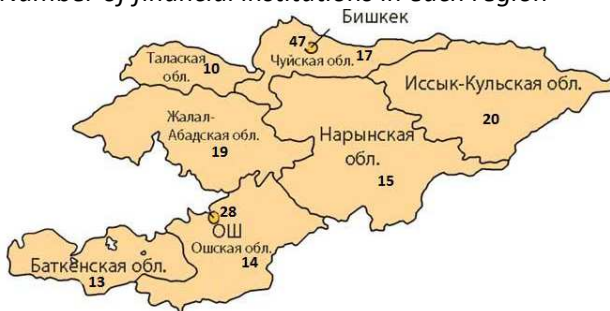 Number of financial institutions in each region
Бишкек
47
Чуйская обл. 17
Таласская
обл. 10
Иссык-Кульская обл.
20
Жалал-
Абадская обл.
19
Нарынская
обл.
15
28
ОШ
Ошская обл.
14
Баткенская обл.
13